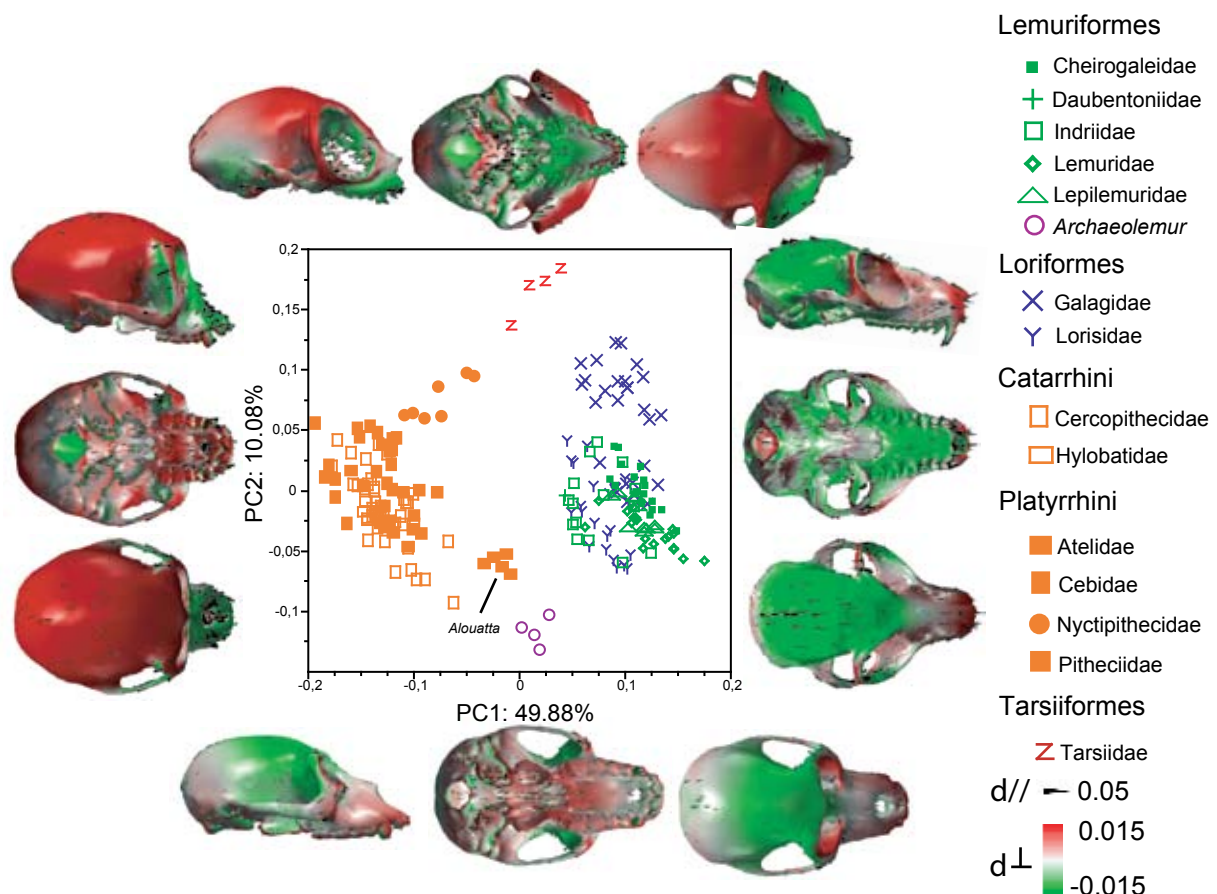 Lemuriformes
Cheirogaleidae
Daubentoniidae
Indriidae
Lemuridae
Lepilemuridae
Archaeolemur
Loriformes
Galagidae
Lorisidae
Catarrhini
Cercopithecidae
Hylobatidae
Platyrrhini
Atelidae
Cebidae
Nyctipithecidae
Pitheciidae
Tarsiiformes
Tarsiidae
d// 0.05
0.015
d⊥
-0.015
PC2: 10.08%
0,2
0,15
0,1
0,05
0
-0,05
-0,1
Alouatta
-0,2 -0,1 0 0,1 0,2
PC1: 49.88%